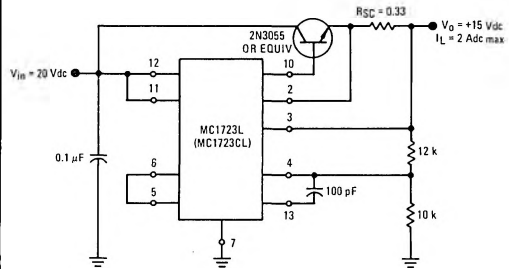 RSC = 0.33
VO = +15 Vdc
IL = 2 Adc max
2N3055
OR EQUIV
Vin = 20 Vdc
12
10
11
2
MC1723L
(MC1723CL)
3
12 k
0.1 µF
6
4
100 pF
5
13
10k
7